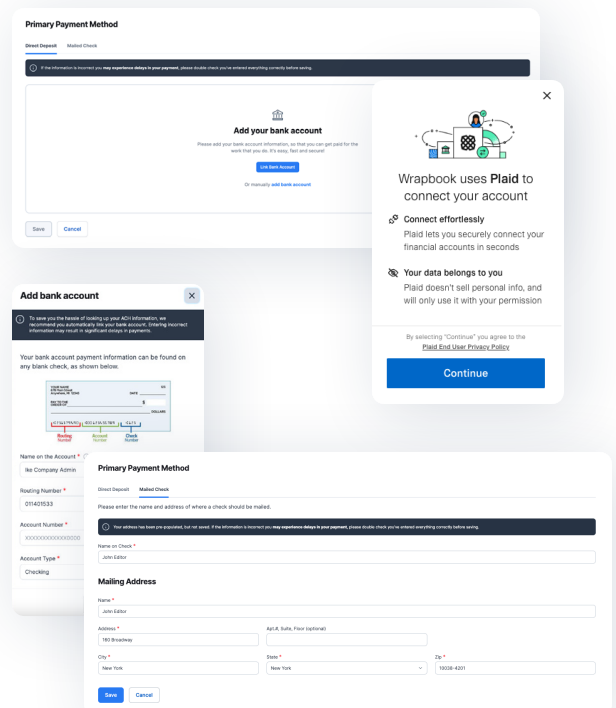 Primary Payment Method
Direct Deposit Mailed Check
If the information is incorrect you may experience delays in your payment, please double check you've entered everything correctly before saving.
Add your bank account
Please add your bank account information, so that you can get paid for the
work that you do. It's easy, fast and secure!
Link Bank Account
Or manually add bank account
Save Cancel
Wrapbook uses Plaid to
connect your account
Connect effortlessly
Plaid lets you securely connect your
financial accounts in seconds
Your data belongs to you
Plaid doesn't sell personal info, and
will only use it with your permission
By selecting "Continue" you agree to the
Plaid End User Privacy Policy
Continue
Add bank account
To save you the hassle of looking up your ACH information, we
recommend you automatically link your bank account. Entering incorrect
information may result in significant delays in payments.
Your bank account payment information can be found on
any blank check, as shown below.
YOUR NAME
DATE
PAY TO THE
ORDER OF
$
DOLLARS
Routing Number
Account Number
Check Number
Name on the Account *
Ike Company Admin
Routing Number *
011401533
Account Number *
XXXXXXXXXXXX0000
Account Type *
Checking
Primary Payment Method
Direct Deposit Mailed Check
Please enter the name and address of where a check should be mailed.
Your address has been pre-populated, but not saved. If the information is incorrect you may experience delays in your payment, please double check you've entered everything correctly before saving.
Name on Check *
John Editor
Mailing Address
Name *
John Editor
Address * Apt.#, Suite, Floor (optional)
160 Broadway
City * State * Zip *
New York New York 10038-4201
Save Cancel